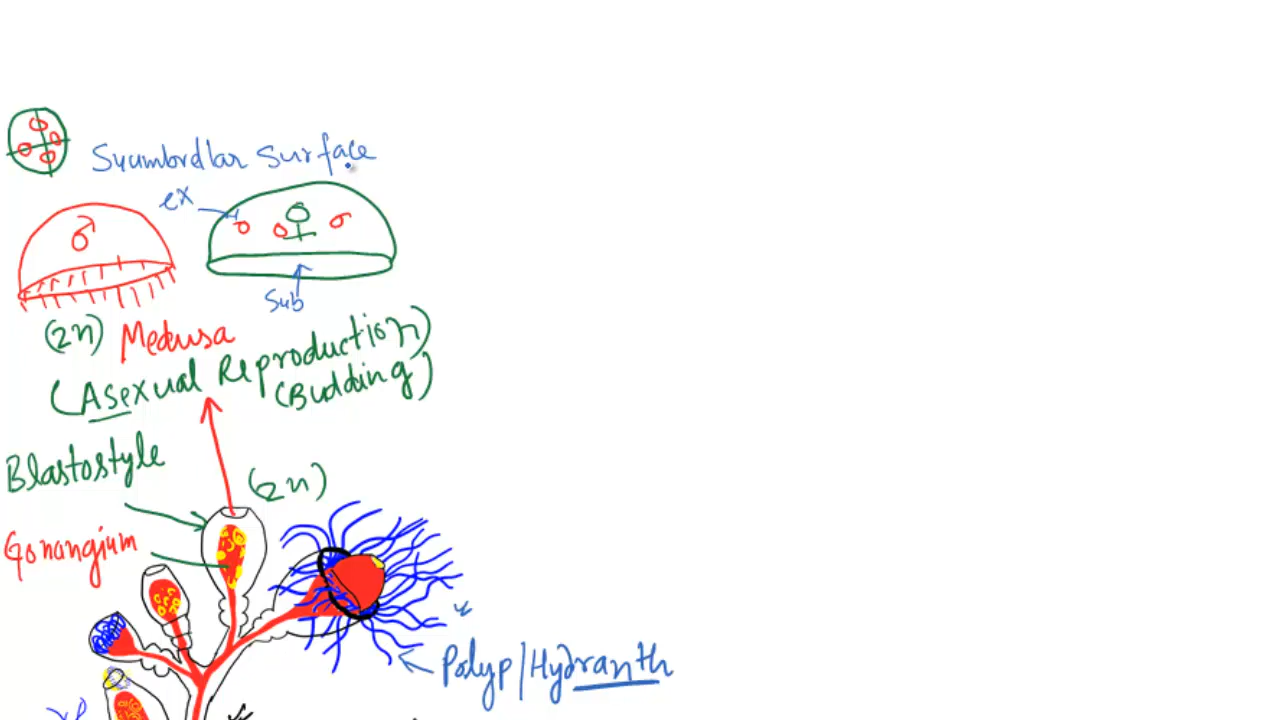 Syumbrellar Surface
ex
♂
Sub
(2n) Medusa
(Asexual Reproduction)
(Budding)
Blastostyle
(2n)
Gonangium
Polyp/Hydranth